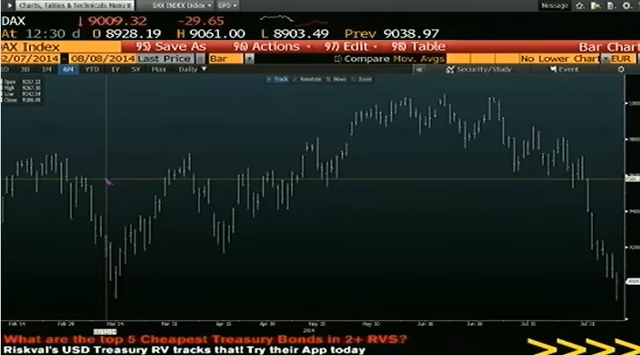 Charts, Tables & Technicals Menu DAX INDEX Index GPO Message
DAX ↓ 9009.32 -29.65
At 12:30 d O 8928.19 H 9061.00 L 8903.49 Prev 9038.97
AX Index 95) Save As 96) Actions 97) Edit 98) Table Bar Chart
2/07/2014 - 08/08/2014 Last Price Bar Compare Mov. Avgs No Lower Chart EUR
1D 3D 1M 6M YTD 1Y 5Y Max Daily Security/Study Event
Track Annotate News Zoom
Open
High
Low
Close
Feb 14 Feb 28 Mar 14 Mar 31 Apr 15 Apr 30 May 15 May 30 Jun 16 Jun 30 Jul 15 Jul 31
2014
What are the top 5 Cheapest Treasury Bonds in 2+ RVS?
Riskval's USD Treasury RV tracks that! Try their App today